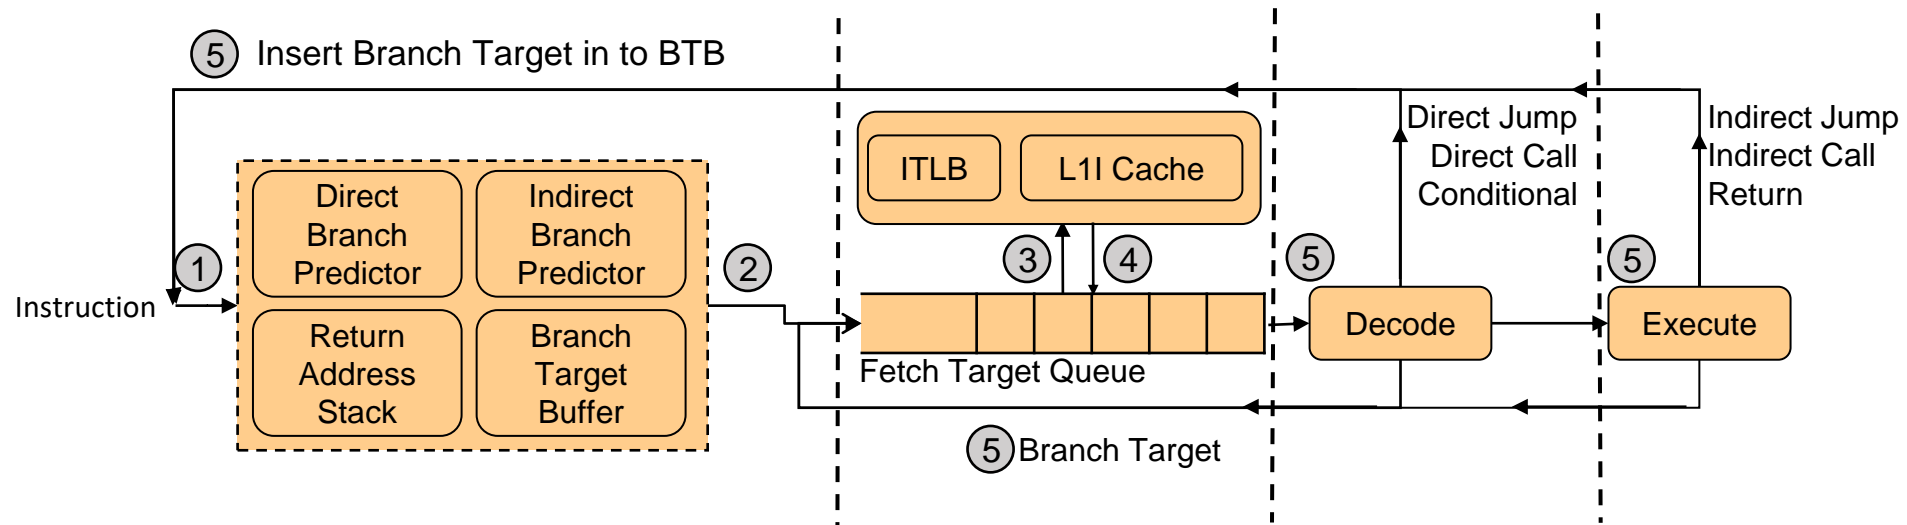 5 Insert Branch Target in to BTB
Instruction
1
Direct
Branch
Predictor
Indirect
Branch
Predictor
Return
Address
Stack
Branch
Target
Buffer
2
ITLB
L1I Cache
3
4
Fetch Target Queue
5 Branch Target
5
Decode
Direct Jump
Direct Call
Conditional
5
Execute
Indirect Jump
Indirect Call
Return